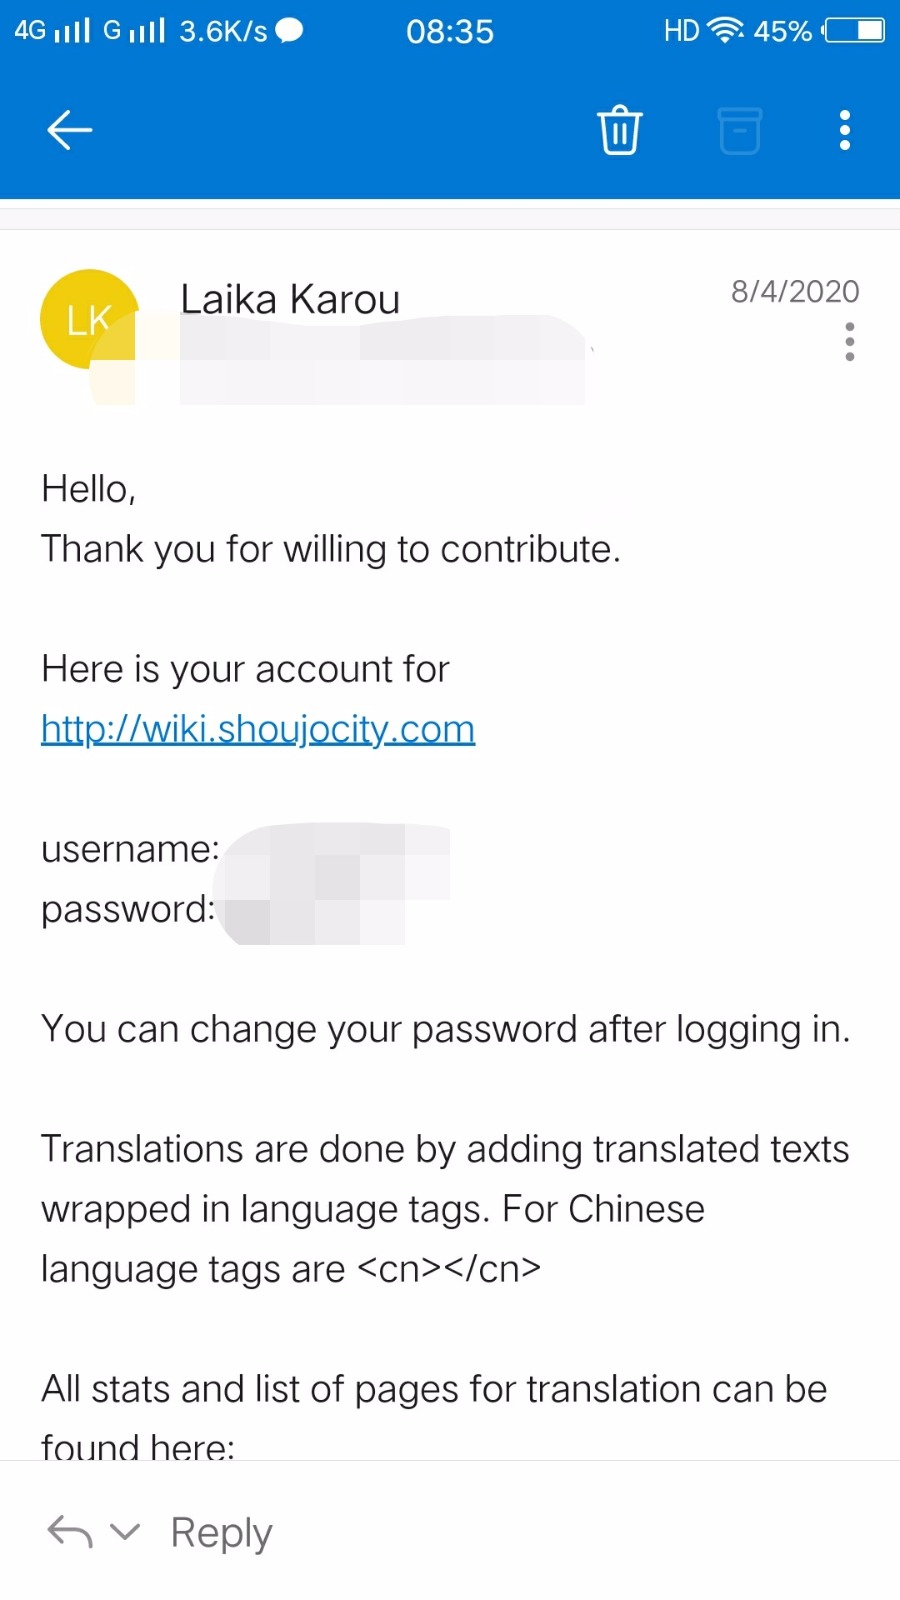 4G G 3.6K/s 08:35 HD 45%
LK
Laika Karou
8/4/2020
Hello,
Thank you for willing to contribute.
Here is your account for
http://wiki.shoujocity.com
username:
password:
You can change your password after logging in.
Translations are done by adding translated texts
wrapped in language tags. For Chinese
language tags are <cn></cn>
All stats and list of pages for translation can be
found here:
Reply